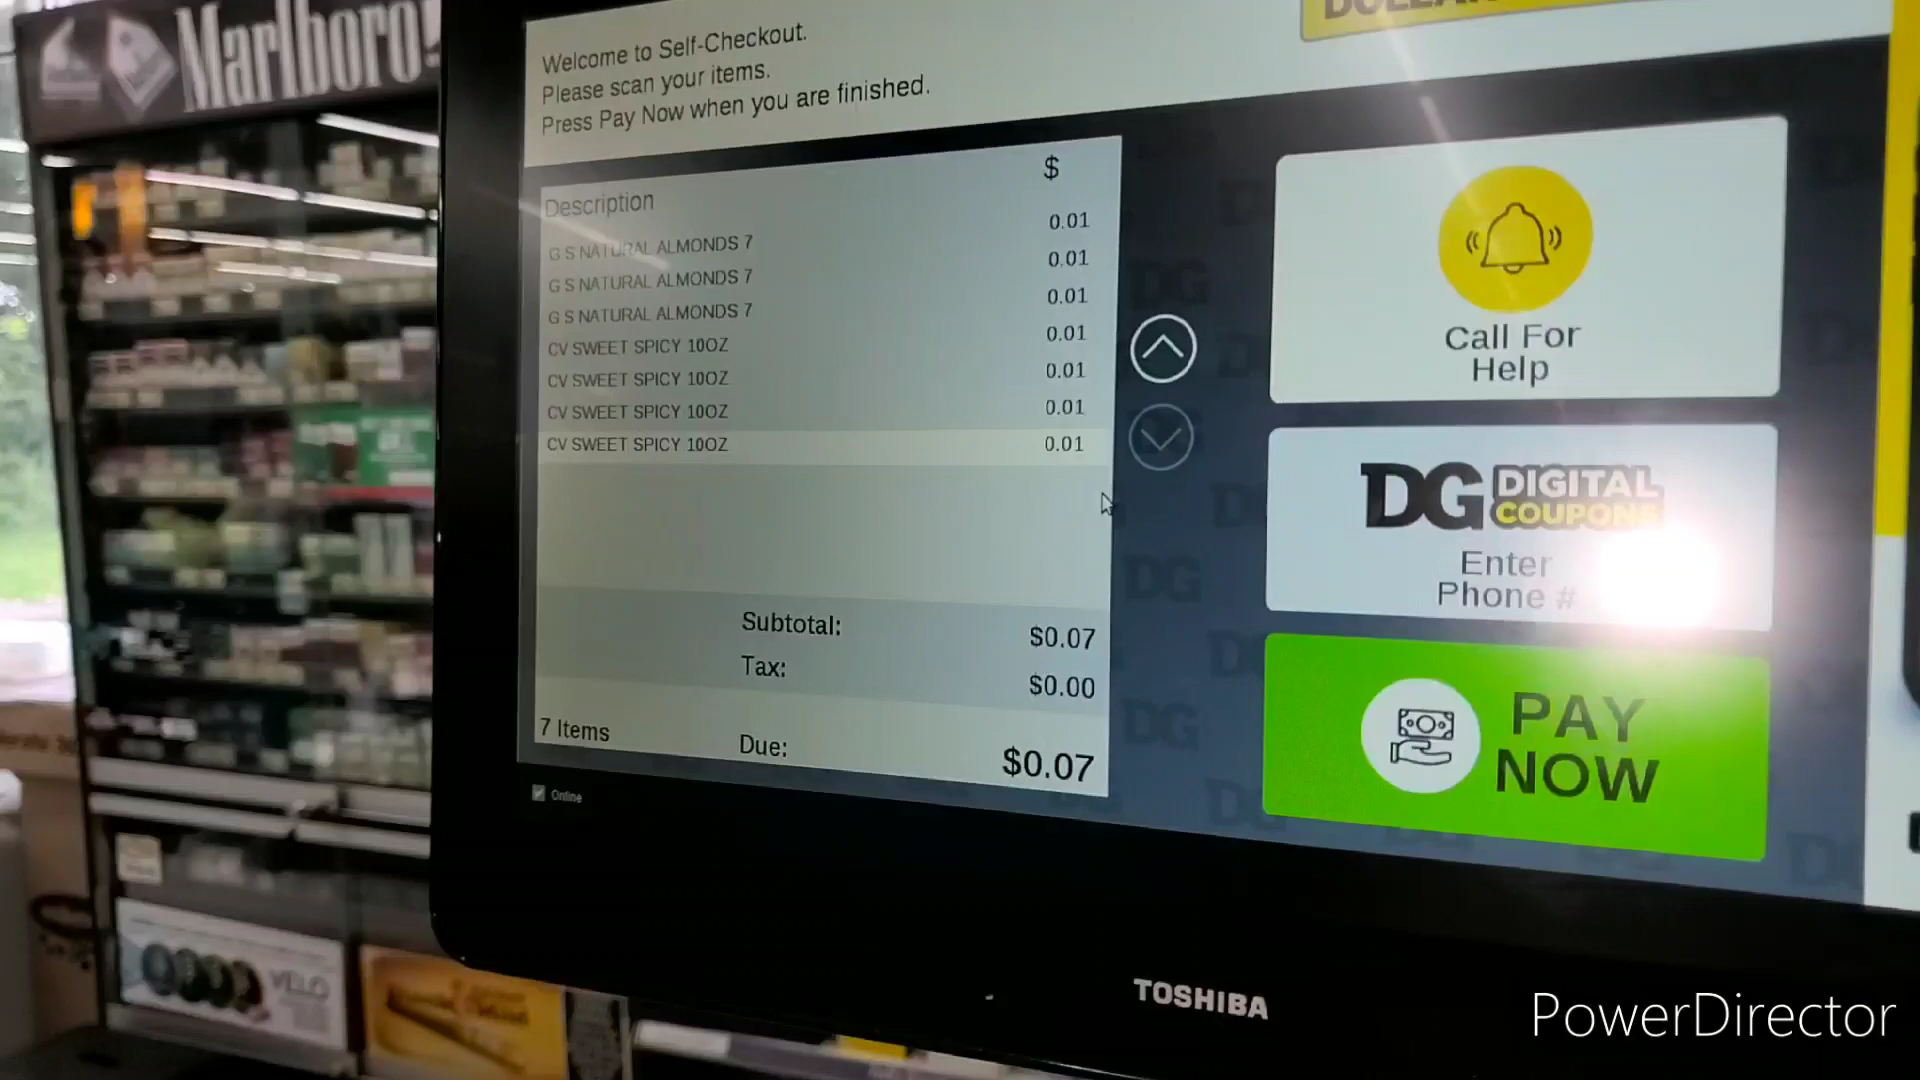 Marlboro
Welcome to Self-Checkout.
Please scan your items.
Press Pay Now when you are finished.
Description $
G S NATURAL ALMONDS 7 0.01
G S NATURAL ALMONDS 7 0.01
G S NATURAL ALMONDS 7 0.01
CV SWEET SPICY 10OZ 0.01
CV SWEET SPICY 10OZ 0.01
CV SWEET SPICY 10OZ 0.01
CV SWEET SPICY 10OZ 0.01
Subtotal: $0.07
Tax: $0.00
7 Items Due: $0.07
Online
Call For
Help
DG DIGITAL
COUPONS
Enter
Phone #
PAY
NOW
VELO
TOSHIBA
PowerDirector